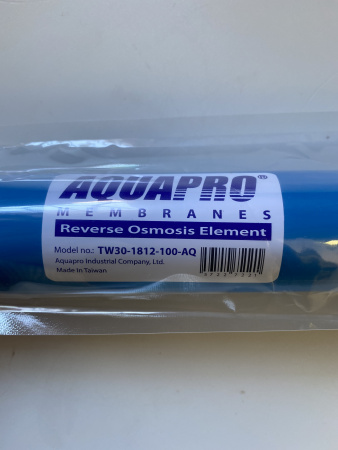 AQUAPRO®
MEMBRANES
Reverse Osmosis Element
Model no.: TW30-1812-100-AQ
Aquapro Industrial Company, Ltd.
Made in Taiwan